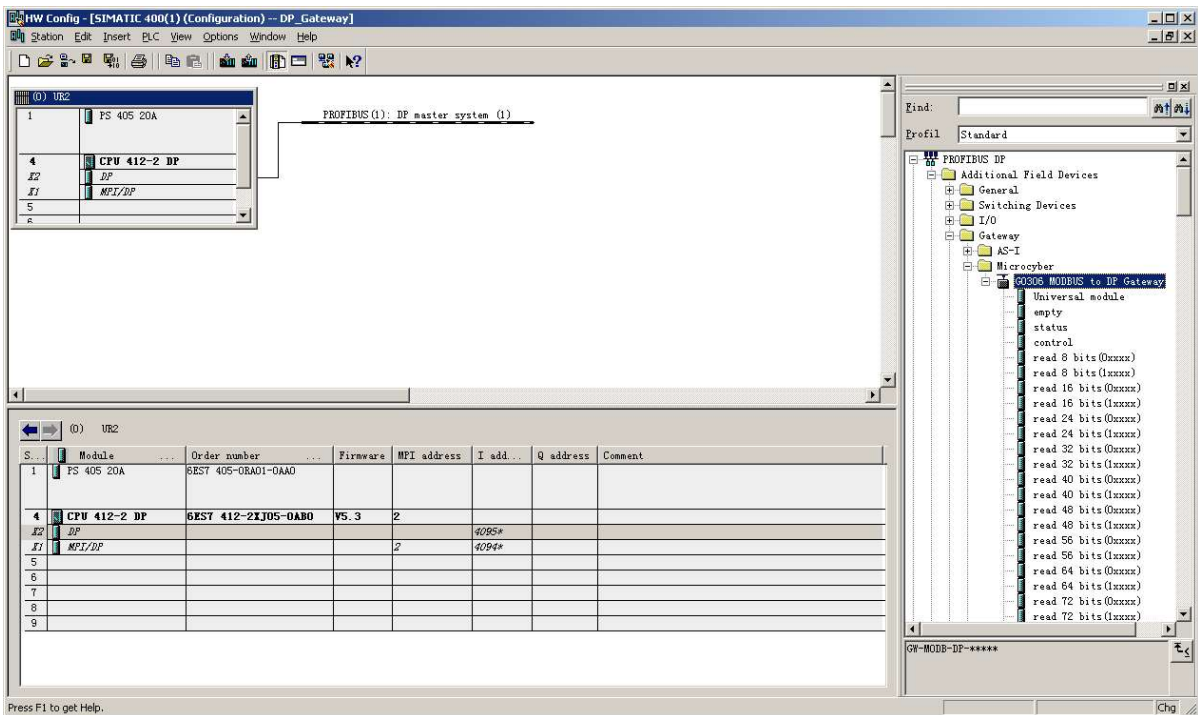 HW Config - [SIMATIC 400(1) (Configuration) -- DP_Gateway]
Station Edit Insert PLC View Options Window Help
(0) UR2
1 PS 405 20A
4 CPU 412-2 DP
X2 DP
X1 MPI/DP
5
6
PROFIBUS(1): DP master system (1)
Find:
Profil Standard
PROFIBUS DP
Additional Field Devices
General
Switching Devices
I/O
Gateway
AS-I
Microcyber
G0306 MODBUS to DP Gateway
Universal module
empty
status
control
read 8 bits(0xxxx)
read 8 bits(1xxxx)
read 16 bits(0xxxx)
read 16 bits(1xxxx)
read 24 bits(0xxxx)
read 24 bits(1xxxx)
read 32 bits(0xxxx)
read 32 bits(1xxxx)
read 40 bits(0xxxx)
read 40 bits(1xxxx)
read 48 bits(0xxxx)
read 48 bits(1xxxx)
read 56 bits(0xxxx)
read 56 bits(1xxxx)
read 64 bits(0xxxx)
read 64 bits(1xxxx)
read 72 bits(0xxxx)
read 72 bits(1xxxx)
GW-MODB-DP-*****
(0) UR2
S... Module ... Order number ... Firmware MPI address I add... Q address Comment
1 PS 405 20A 6ES7 405-0RA01-0AA0
4 CPU 412-2 DP 6ES7 412-2XJ05-0AB0 V5.3 2
X2 DP 4095*
X1 MPI/DP 2 4094*
5
6
7
8
9
Press F1 to get Help.
Chg